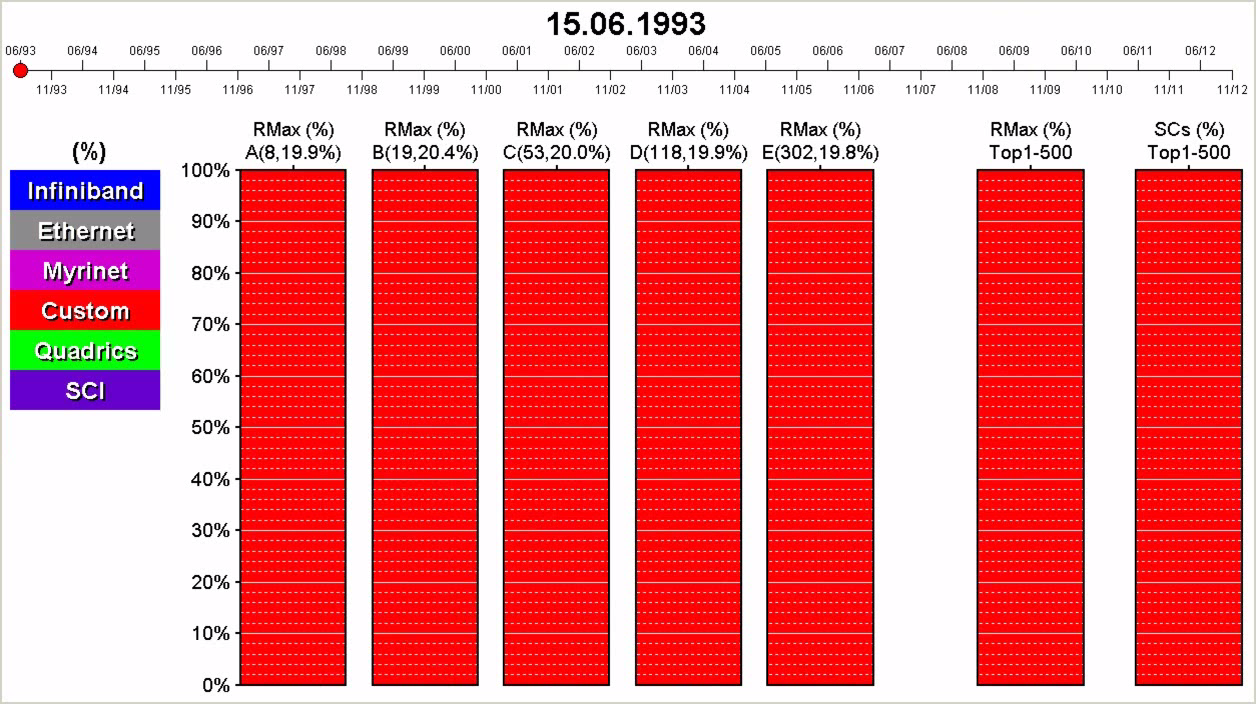 15.06.1993
06/93 06/94 06/95 06/96 06/97 06/98 06/99 06/00 06/01 06/02 06/03 06/04 06/05 06/06 06/07 06/08 06/09 06/10 06/11 06/12
11/93 11/94 11/95 11/96 11/97 11/98 11/99 11/00 11/01 11/02 11/03 11/04 11/05 11/06 11/07 11/08 11/09 11/10 11/11 11/12
RMax (%) RMax (%) RMax (%) RMax (%) RMax (%) RMax (%) SCs (%)
(%) A(8,19.9%) B(19,20.4%) C(53,20.0%) D(118,19.9%) E(302,19.8%) Top1-500 Top1-500
Infiniband
Ethernet
Myrinet
Custom
Quadrics
SCI
100%
90%
80%
70%
60%
50%
40%
30%
20%
10%
0%